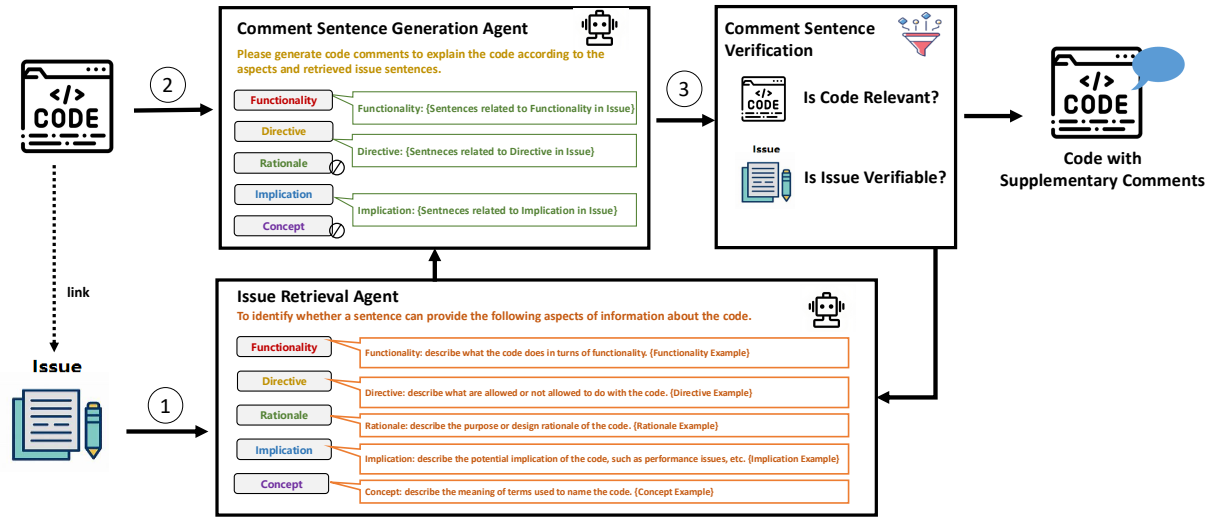 Comment Sentence Generation Agent
Please generate code comments to explain the code according to the
aspects and retrieved issue sentences.
Functionality
Functionality: {Sentences related to Functionality in Issue}
Directive
Directive: {Sentneces related to Directive in Issue}
Rationale
Implication
Implication: {Sentneces related to Implication in Issue}
Concept
</>
CODE
2
3
Comment Sentence
Verification
</>
CODE
Is Code Relevant?
Issue
Is Issue Verifiable?
</>
CODE
Code with
Supplementary Comments
link
Issue
1
Issue Retrieval Agent
To identify whether a sentence can provide the following aspects of information about the code.
Functionality
Functionality: describe what the code does in turns of functionality. {Functionality Example}
Directive
Directive: describe what are allowed or not allowed to do with the code. {Directive Example}
Rationale
Rationale: describe the purpose or design rationale of the code. {Rationale Example}
Implication
Implication: describe the potential implication of the code, such as performance issues, etc. {Implication Example}
Concept
Concept: describe the meaning of terms used to name the code. {Concept Example}